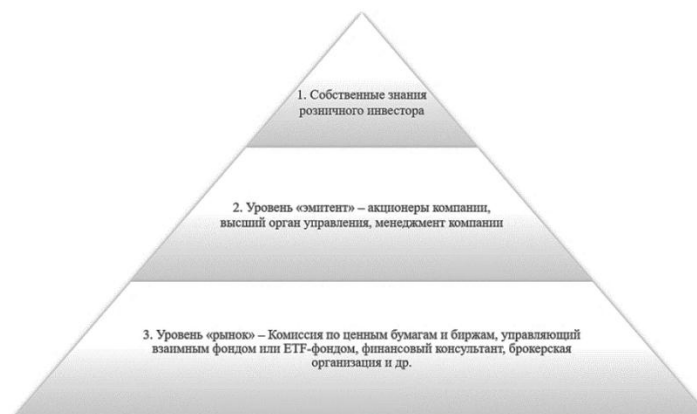 1. Собственные знания
розничного инвестора
2. Уровень «эмитент» – акционеры компании,
высший орган управления, менеджмент компании
3. Уровень «рынок» – Комиссия по ценным бумагам и биржам, управляющий
взаимным фондом или ETF-фондом, финансовый консультант, брокерская
организация и др.